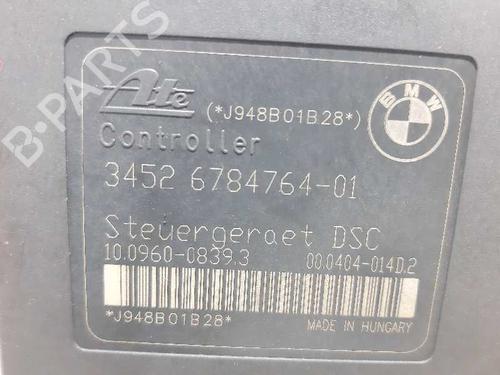 Ate
(*J948B01B28*)
BMW
Controller
3452 6784764-01
Steuergeraet DSC
10.0960-0839.3
00.0404-014D.2
*J948B01B28*
MADE IN HUNGARY
B-PARTS